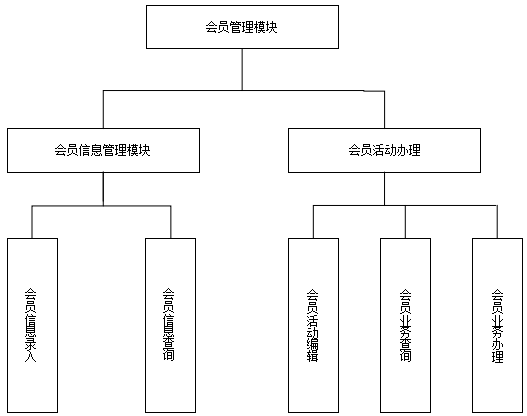 会员管理模块
会员信息管理模块
会员活动办理
会员信息录入
会员信息查询
会员活动编辑
会员业务查询
会员业务办理